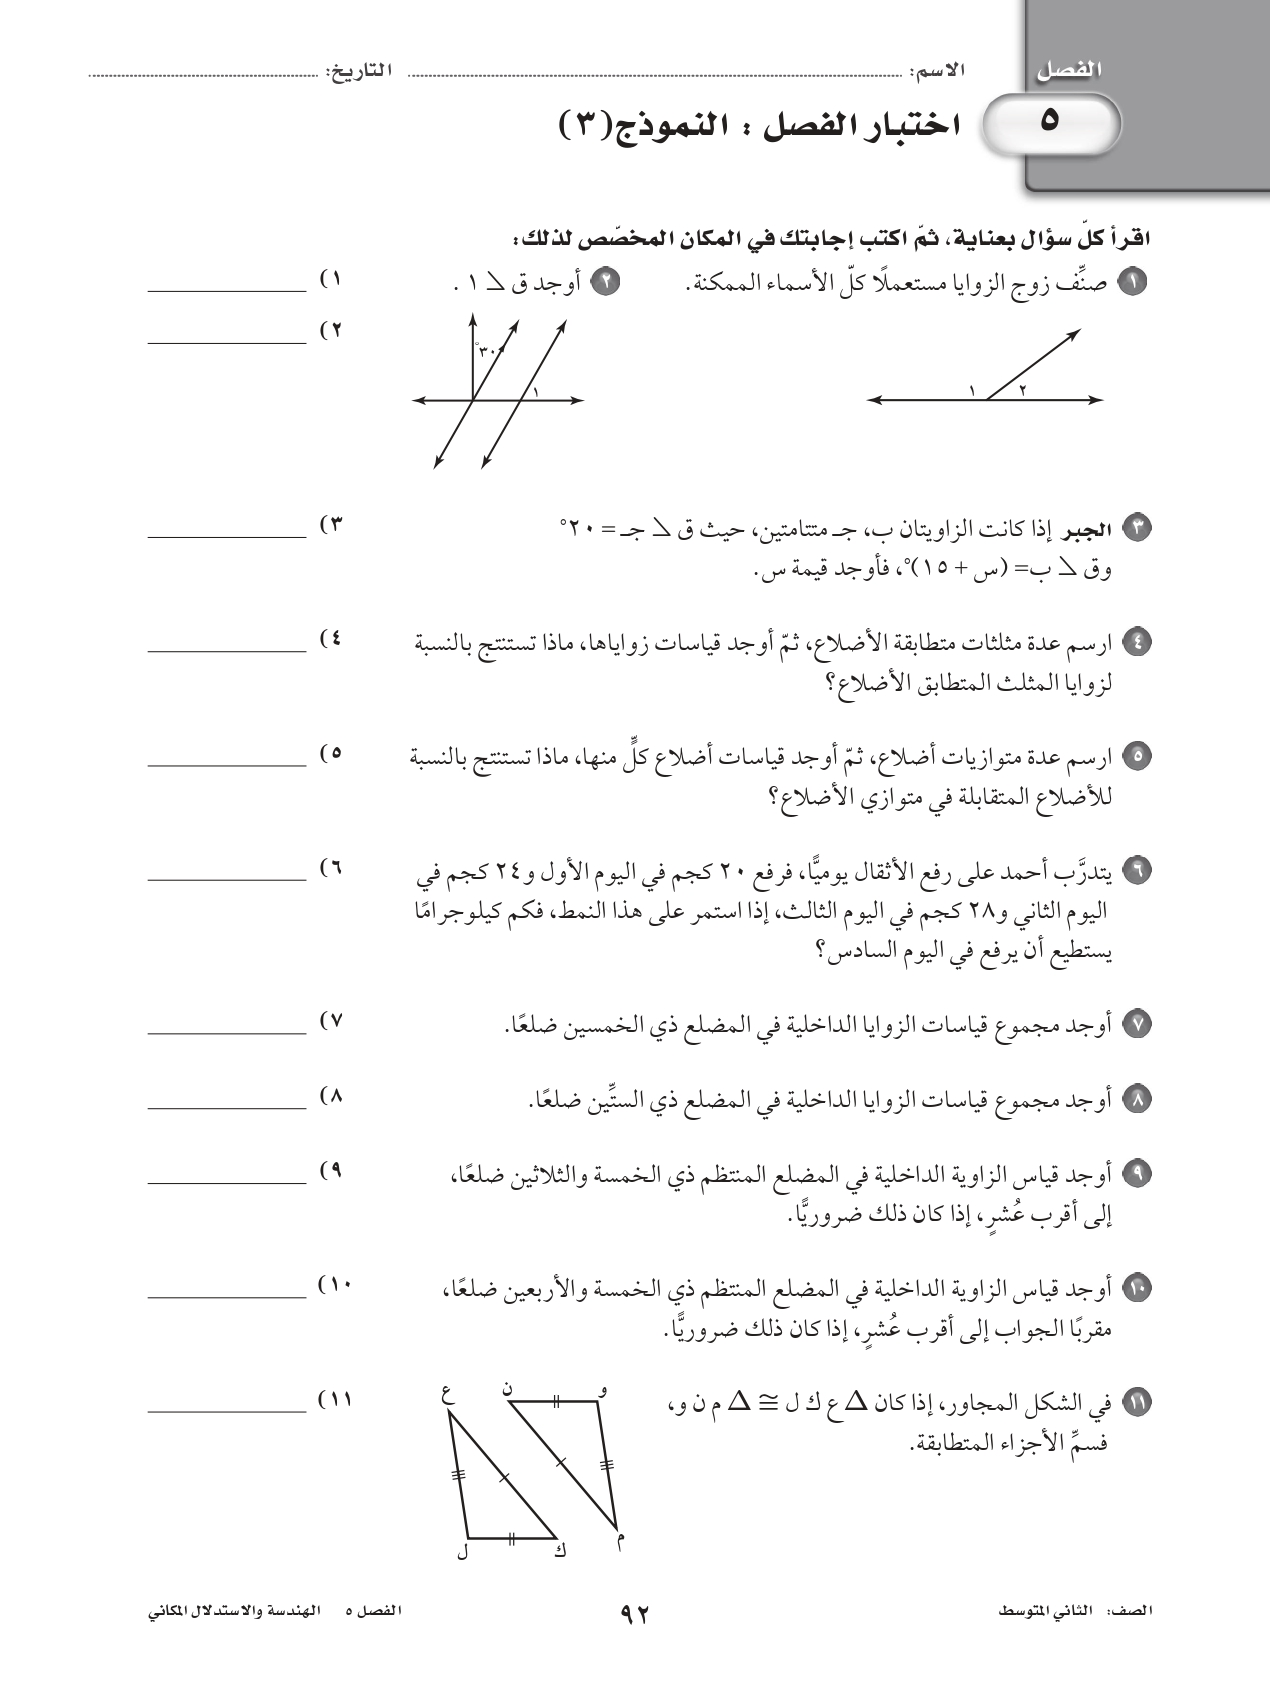 الفصل
٥
الاسم: التاريخ:
اختبار الفصل : النموذج(٣)
اقرأ كلّ سؤال بعناية، ثمّ اكتب إجابتك في المكان المخصّص لذلك:
١ صنِّف زوج الزوايا مستعملًا كلّ الأسماء الممكنة.
١ ٢
٢ أوجد ق ∠ ١ .
٣٠°
١
١)
٢)
٣ الجبر إذا كانت الزاويتان ب، جـ متتامتين، حيث ق ∠ جـ = ٢٠°
وق ∠ ب= (س + ١٥)°، فأوجد قيمة س.
٣)
٤ ارسم عدة مثلثات متطابقة الأضلاع، ثمّ أوجد قياسات زواياها، ماذا تستنتج بالنسبة
لزوايا المثلث المتطابق الأضلاع؟
٤)
٥ ارسم عدة متوازيات أضلاع، ثمّ أوجد قياسات أضلاع كلٍّ منها، ماذا تستنتج بالنسبة
للأضلاع المتقابلة في متوازي الأضلاع؟
٥)
٦ يتدرَّب أحمد على رفع الأثقال يوميًّا، فرفع ٢٠ كجم في اليوم الأول و٢٤ كجم في
اليوم الثاني و٢٨ كجم في اليوم الثالث، إذا استمر على هذا النمط، فكم كيلوجرامًا
يستطيع أن يرفع في اليوم السادس؟
٦)
٧ أوجد مجموع قياسات الزوايا الداخلية في المضلع ذي الخمسين ضلعًا.
٧)
٨ أوجد مجموع قياسات الزوايا الداخلية في المضلع ذي الستِّين ضلعًا.
٨)
٩ أوجد قياس الزاوية الداخلية في المضلع المنتظم ذي الخمسة والثلاثين ضلعًا،
إلى أقرب عُشرٍ، إذا كان ذلك ضروريًّا.
٩)
١٠ أوجد قياس الزاوية الداخلية في المضلع المنتظم ذي الخمسة والأربعين ضلعًا،
مقربًا الجواب إلى أقرب عُشرٍ، إذا كان ذلك ضروريًّا.
١٠)
١١ في الشكل المجاور، إذا كان Δ ع ك ل ≅ Δ م ن و،
فسمِّ الأجزاء المتطابقة.
و ن ع
م ك ل
١١)
الصف: الثاني المتوسط
٩٢
الفصل ٥ الهندسة والاستدلال المكاني